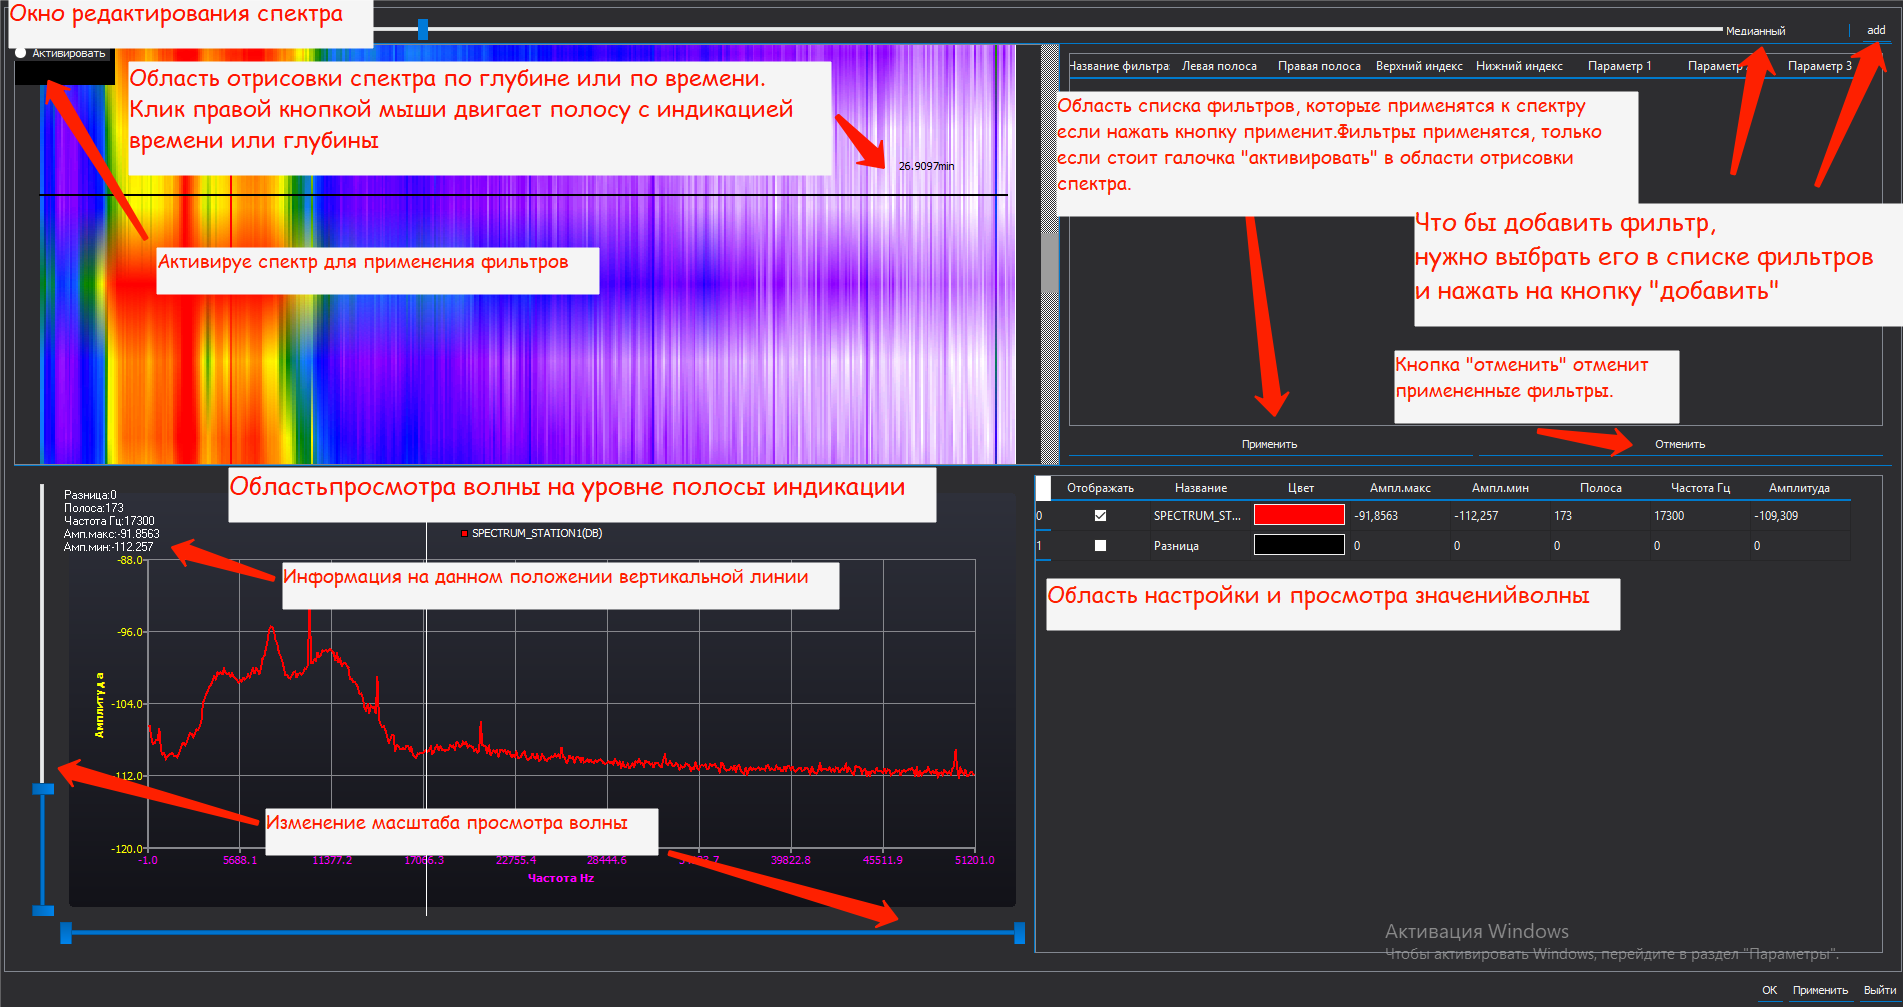 Окно редактирования спектра
Медианный
add
Активировать
Область отрисовки спектра по глубине или по времени.
Клик правой кнопкой мыши двигает полосу с индикацией
времени или глубины
26.9097min
Активируе спектр для применения фильтров
Название фильтра Левая полоса Правая полоса Верхний индекс Нижний индекс Параметр 1 Параметр Параметр 3
Область списка фильтров, которые применятся к спектру
если нажать кнопку применит.Фильтры применятся, только
если стоит галочка "активировать" в области отрисовки
спектра.
Что бы добавить фильтр,
нужно выбрать его в списке фильтров
и нажать на кнопку "добавить"
Кнопка "отменить" отменит
примененные фильтры.
Применить
Отменить
Областьпросмотра волны на уровне полосы индикации
Разница:0
Полоса:173
Частота Гц:17300
Амп.макс:-91.8563
Амп.мин:-112.257
SPECTRUM_STATION1(DB)
Информация на данном положении вертикальной линии
-88.0
-96.0
-104.0
-112.0
-120.0
Амплитуда
Изменение масштаба просмотра волны
-1.0 5688.1 11377.2 17066.3 22755.4 28444.6 39822.8 45511.9 51201.0
Частота Hz
Отображать Название Цвет Ампл.макс Ампл.мин Полоса Частота Гц Амплитуда
0 SPECTRUM_ST... -91,8563 -112,257 173 17300 -109,309
1 Разница 0 0 0 0 0
Область настройки и просмотра значенийволны
Активация Windows
Чтобы активировать Windows, перейдите в раздел "Параметры".
OK Применить Выйти